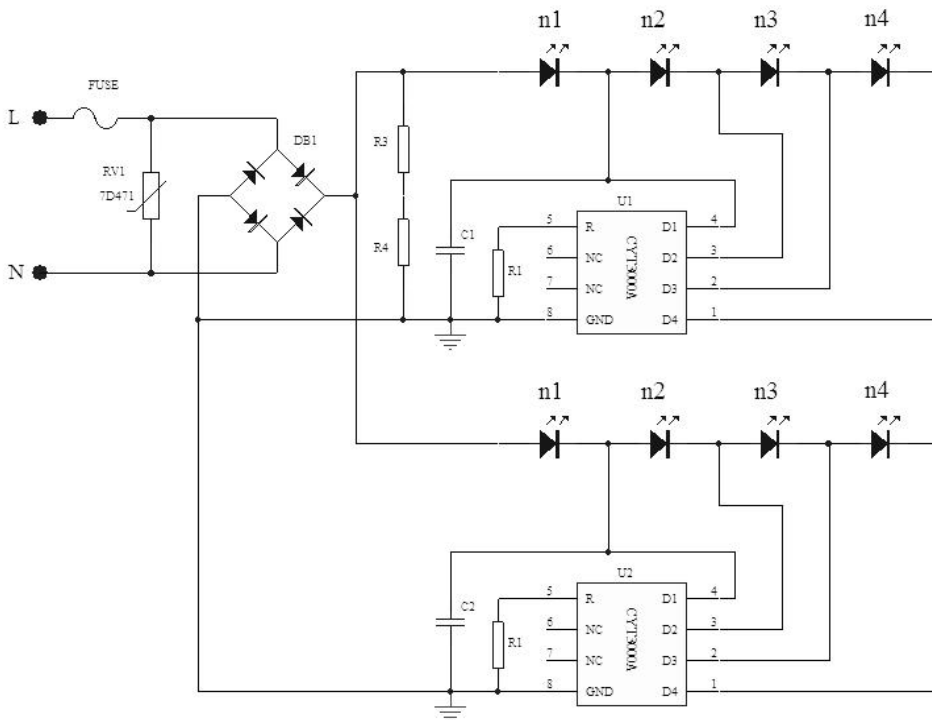 n1 n2 n3 n4
FUSE
L
DB1
R3
RV1
7D471
U1
C1
5 R D1 4
R4
6 NC D2 3
CYT3000A
R1
7 NC D3 2
N
8 GND D4 1
n1 n2 n3 n4
U2
C2
5 R D1 4
6 NC D2 3
CYT3000A
R1
7 NC D3 2
8 GND D4 1